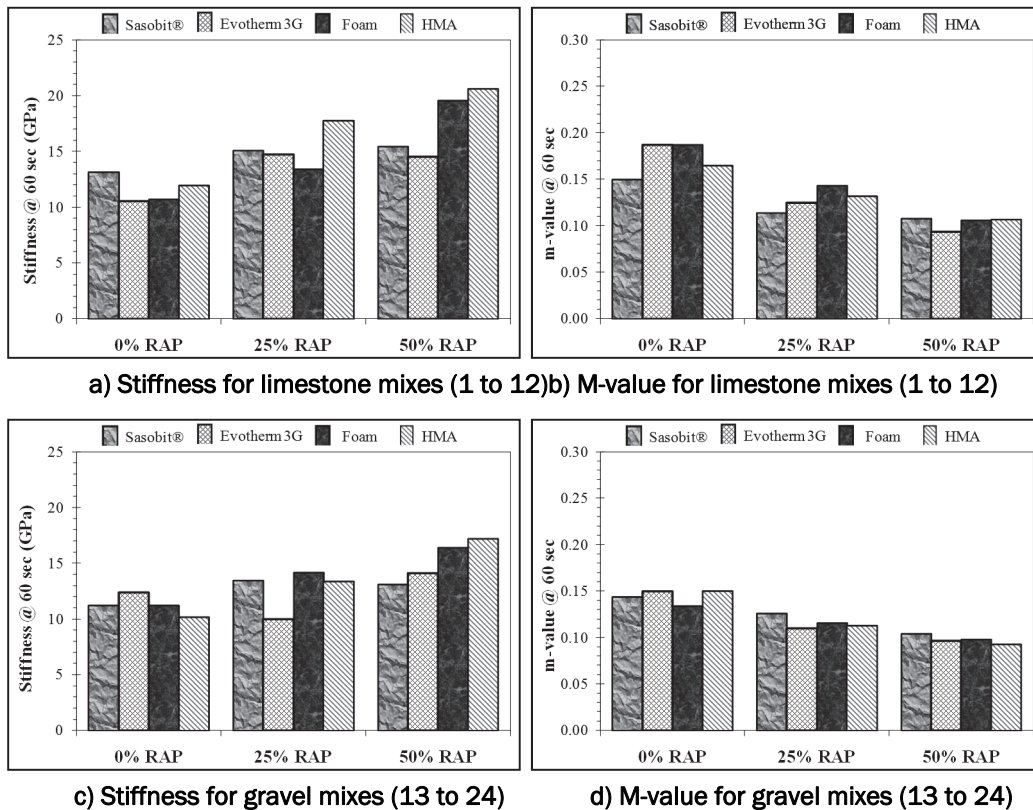 Sasobit® Evotherm 3G Foam HMA
Stiffness @ 60 sec (GPa)
25
20
15
10
5
0
0% RAP 25% RAP 50% RAP
Sasobit® Evotherm 3G Foam HMA
m-value @ 60 sec
0.30
0.25
0.20
0.15
0.10
0.05
0.00
0% RAP 25% RAP 50% RAP
a) Stiffness for limestone mixes (1 to 12)b) M-value for limestone mixes (1 to 12)
Sasobit® Evotherm 3G Foam HMA
Stiffness @ 60 sec (GPa)
25
20
15
10
5
0
0% RAP 25% RAP 50% RAP
Sasobit® Evotherm 3G Foam HMA
m-value @ 60 sec
0.30
0.25
0.20
0.15
0.10
0.05
0.00
0% RAP 25% RAP 50% RAP
c) Stiffness for gravel mixes (13 to 24) d) M-value for gravel mixes (13 to 24)